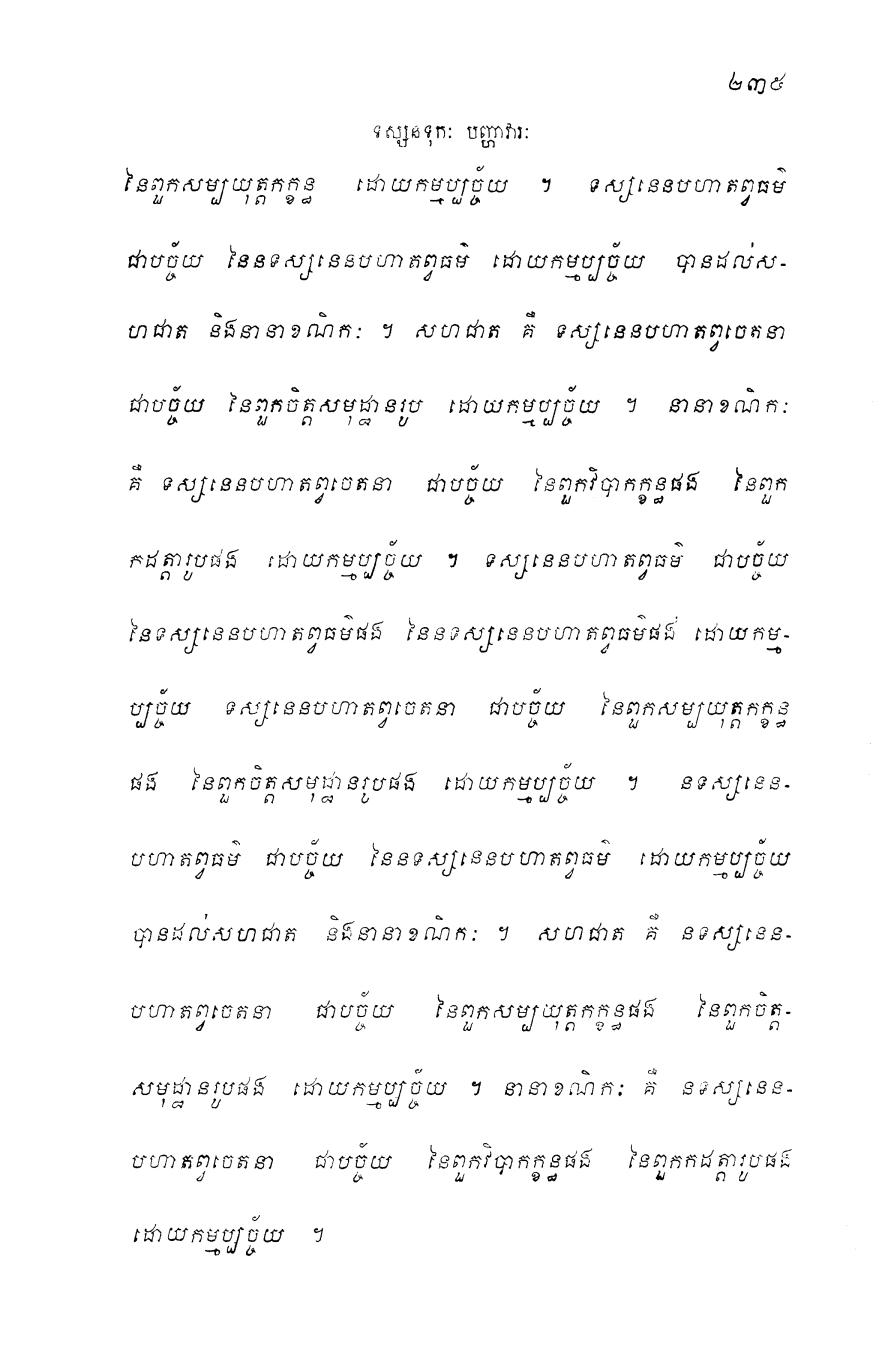 ២៣៥
ទស្សនទុកៈ បញ្ហាវារៈ
នៃពួកសម្បយុត្តកក្ខន្ធ ដោយកម្មប្បច្ច័យ ។ ទស្សនេនបហាតព្វធម៌
ជាបច្ច័យ នៃនទស្សនេនបហាតព្វធម៌ ដោយកម្មប្បច្ច័យ បានដល់ស-
ហជាត និងនានាខណិកៈ ។ សហជាត គឺ ទស្សនេនបហាតព្វចេតនា
ជាបច្ច័យ នៃពួកចិត្តសមុដ្ឋានរូប ដោយកម្មប្បច្ច័យ ។ នានាខណិកៈ
គឺ ទស្សនេនបហាតព្វចេតនា ជាបច្ច័យ នៃពួកវិបាកក្ខន្ធផង នៃពួក
កដត្តារូបផង ដោយកម្មប្បច្ច័យ ។ ទស្សនេនបហាតព្វធម៌ ជាបច្ច័យ
នៃទស្សនេនបហាតព្វធម៌ផង នៃនទស្សនេនបហាតព្វធម៌ផង ដោយកម្ម-
ប្បច្ច័យ ទស្សនេនបហាតព្វចេតនា ជាបច្ច័យ នៃពួកសម្បយុត្តកក្ខន្ធ
ផង នៃពួកចិត្តសមុដ្ឋានរូបផង ដោយកម្មប្បច្ច័យ ។ នទស្សនេន-
បហាតព្វធម៌ ជាបច្ច័យ នៃនទស្សនេនបហាតព្វធម៌ ដោយកម្មប្បច្ច័យ
បានដល់សហជាត និងនានាខណិកៈ ។ សហជាត គឺ នទស្សនេន-
បហាតព្វចេតនា ជាបច្ច័យ នៃពួកសម្បយុត្តកក្ខន្ធផង នៃពួកចិត្ត-
សមុដ្ឋានរូបផង ដោយកម្មប្បច្ច័យ ។ នានាខណិកៈ គឺ នទស្សនេន-
បហាតព្វចេតនា ជាបច្ច័យ នៃពួកវិបាកក្ខន្ធផង នៃពួកកដត្តារូបផង
ដោយកម្មប្បច្ច័យ ។